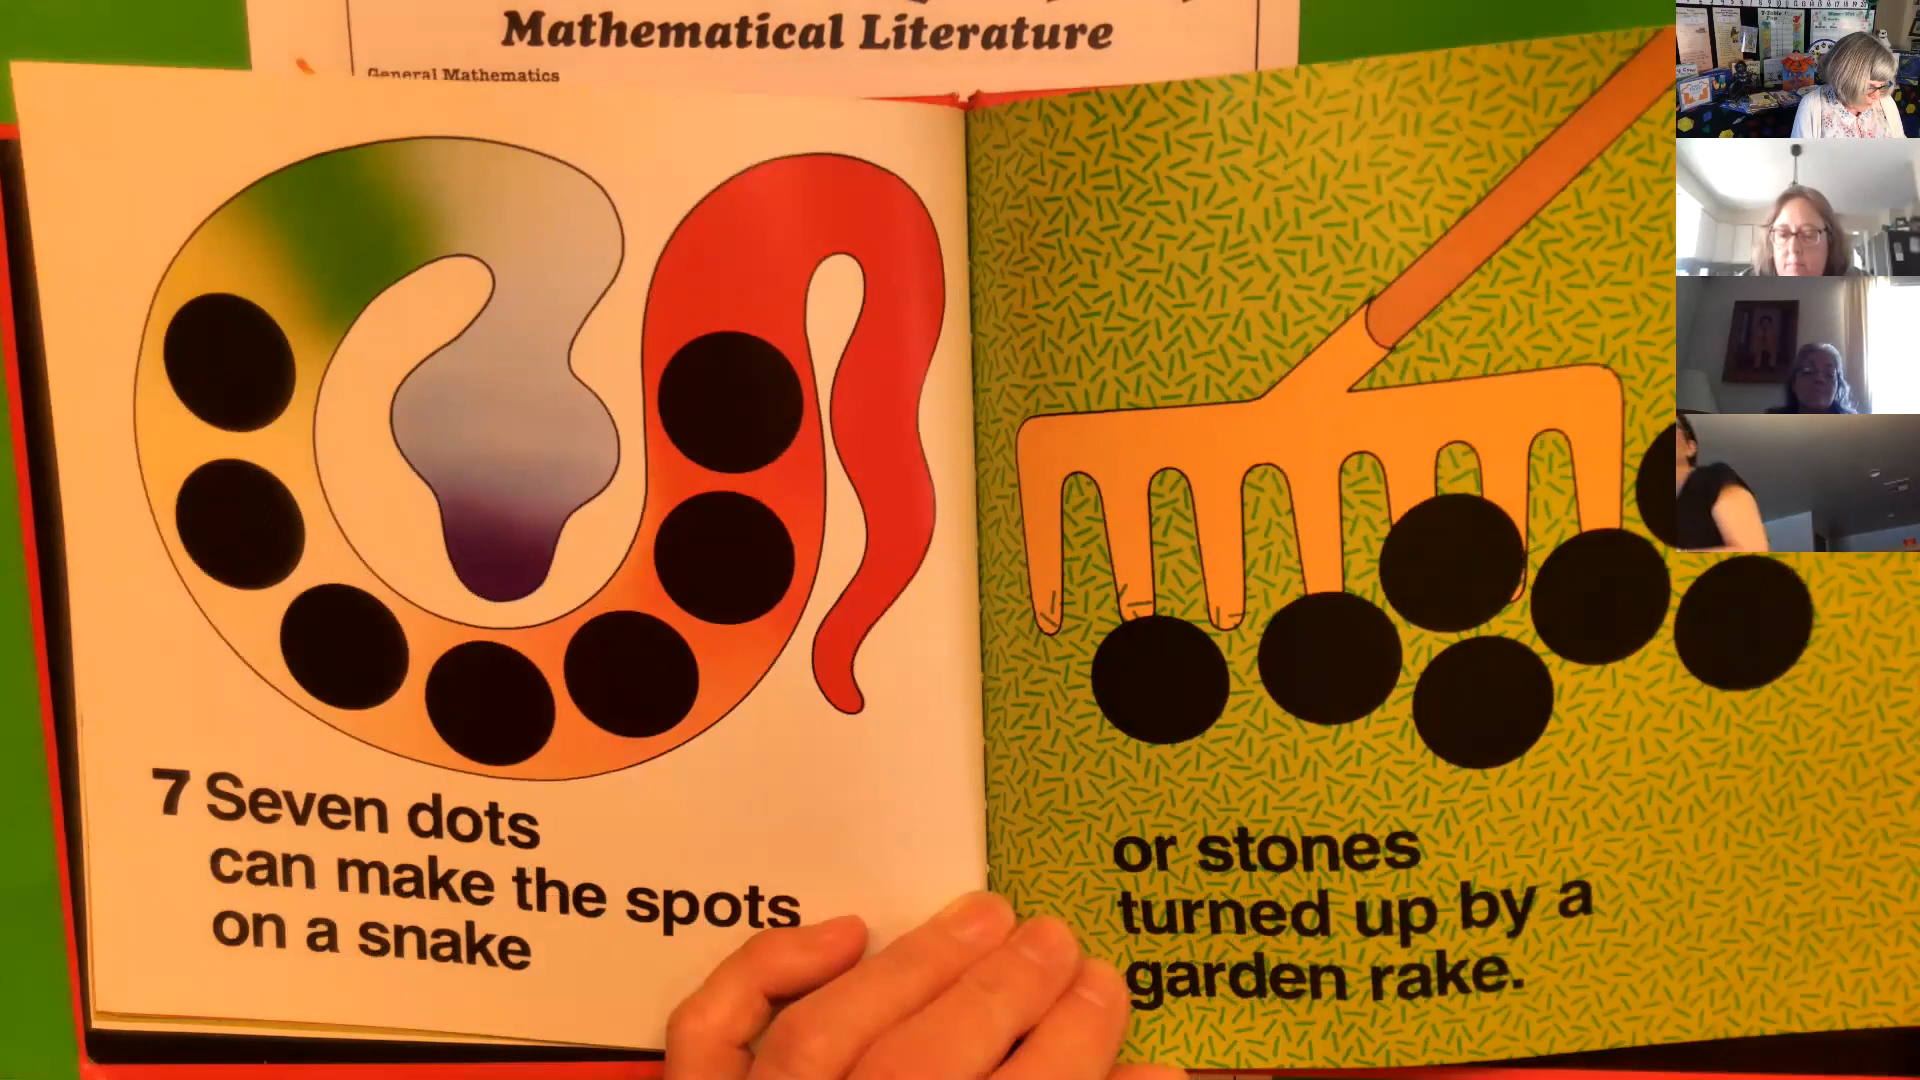 Mathematical Literature
General Mathematics
7 Seven dots
can make the spots
on a snake
or stones
turned up by a
garden rake.